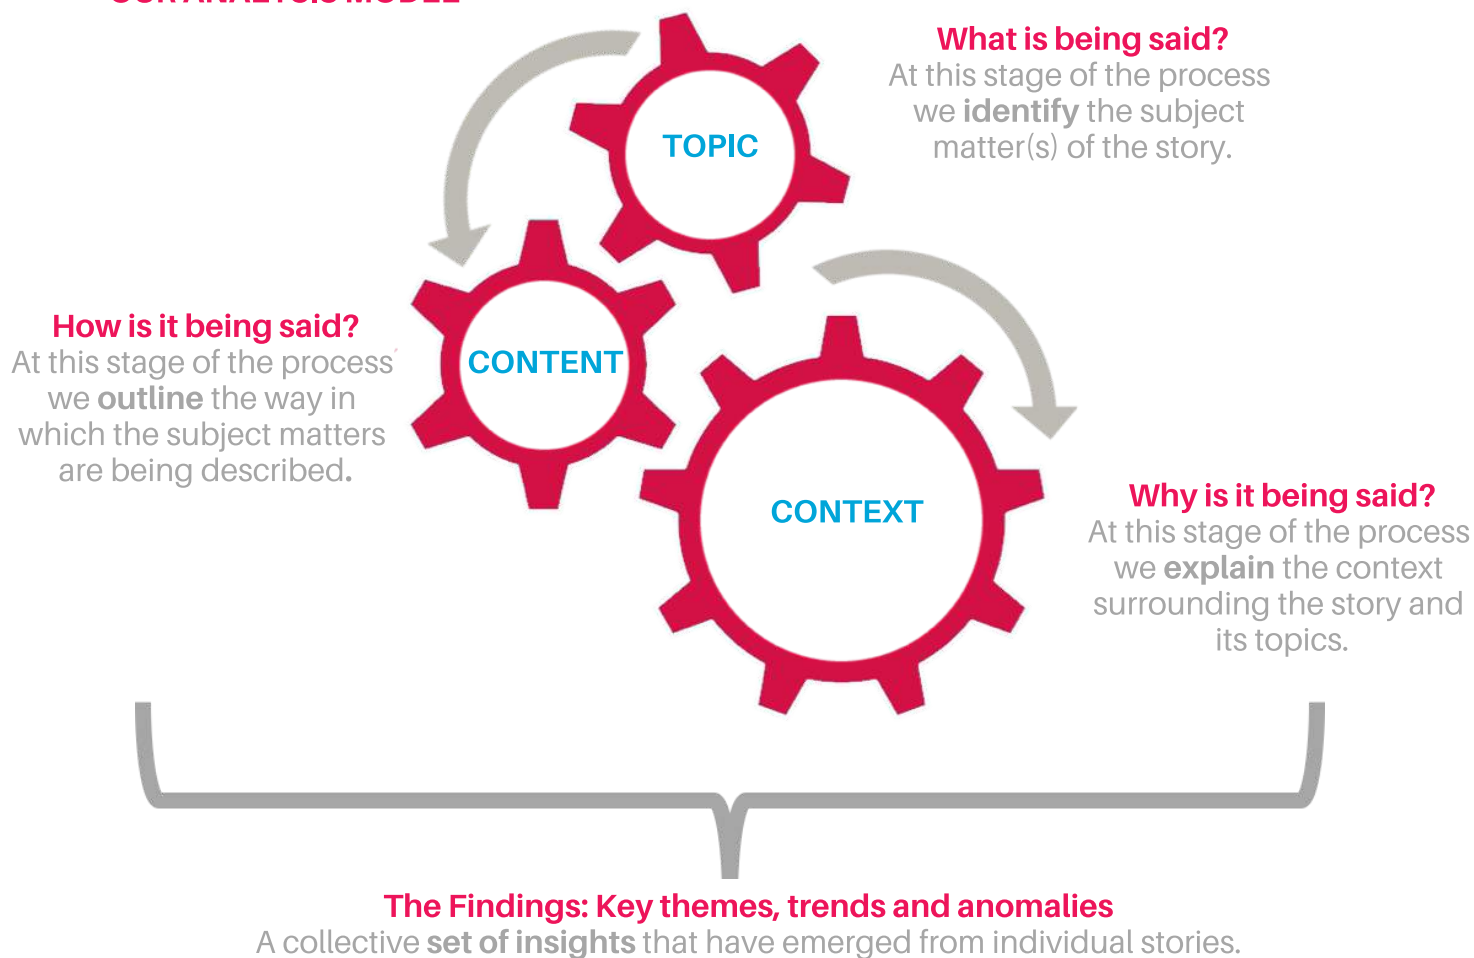 OUR ANALYSIS MODEL
What is being said?
At this stage of the process
we identify the subject
matter(s) of the story.
TOPIC
How is it being said?
At this stage of the process
we outline the way in
which the subject matters
are being described.
CONTENT
CONTEXT
Why is it being said?
At this stage of the process
we explain the context
surrounding the story and
its topics.
The Findings: Key themes, trends and anomalies
A collective set of insights that have emerged from individual stories.